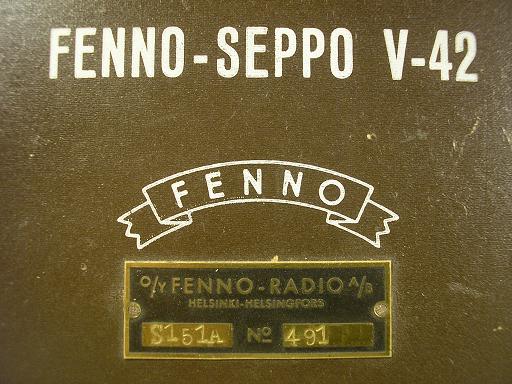 FENNO-SEPPO V-42
FENNO
O/Y FENNO-RADIO A/B
HELSINKI-HELSINGFORS
S151A No 491